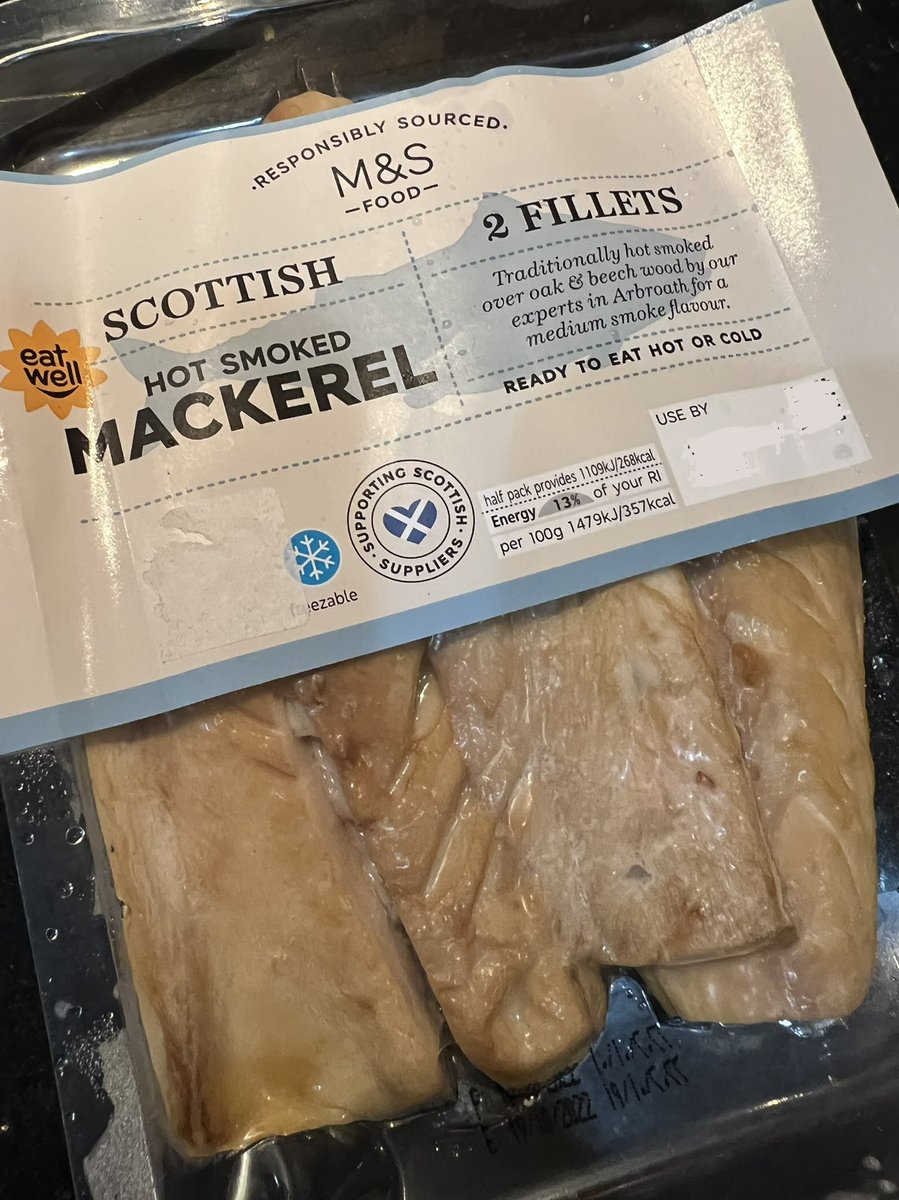 ·RESPONSIBLY SOURCED.
M&S
—FOOD—
SCOTTISH
HOT SMOKED
MACKEREL
eat
well
2 FILLETS
Traditionally hot smoked
over oak & beech wood by our
experts in Arbroath for a
medium smoke flavour.
READY TO EAT HOT OR COLD
USE BY
·SUPPORTING SCOTTISH·
SUPPLIERS
half pack provides 1109kJ/268kcal
Energy 13% of your RI
per 100g 1479kJ/357kcal